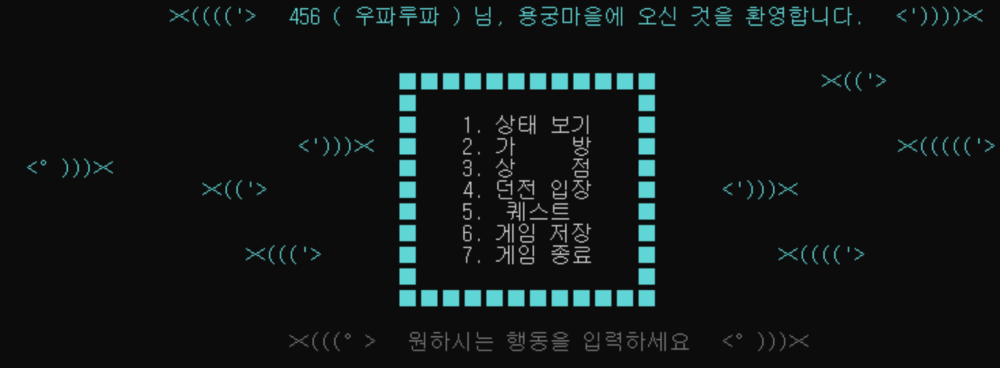 ><(((('> 456 ( 우파루파 ) 님, 용궁마을에 오신 것을 환영합니다. <'))))><
><(('>
1. 상태 보기
<')))>< 2. 가 방 ><((((('>
<° )))>< 3. 상 점
><(('> 4. 던전 입장 <')))><
5. 퀘스트
6. 게임 저장
><((('> 7. 게임 종료 ><(((('>
><(((° > 원하시는 행동을 입력하세요 <° )))><